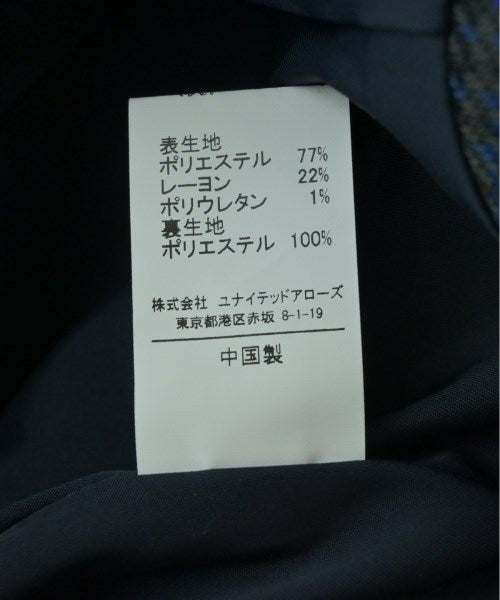 表生地
ポリエステル 77%
レーヨン 22%
ポリウレタン 1%
裏生地
ポリエステル 100%
株式会社 ユナイテッドアローズ
東京都港区赤坂 8-1-19
中国製